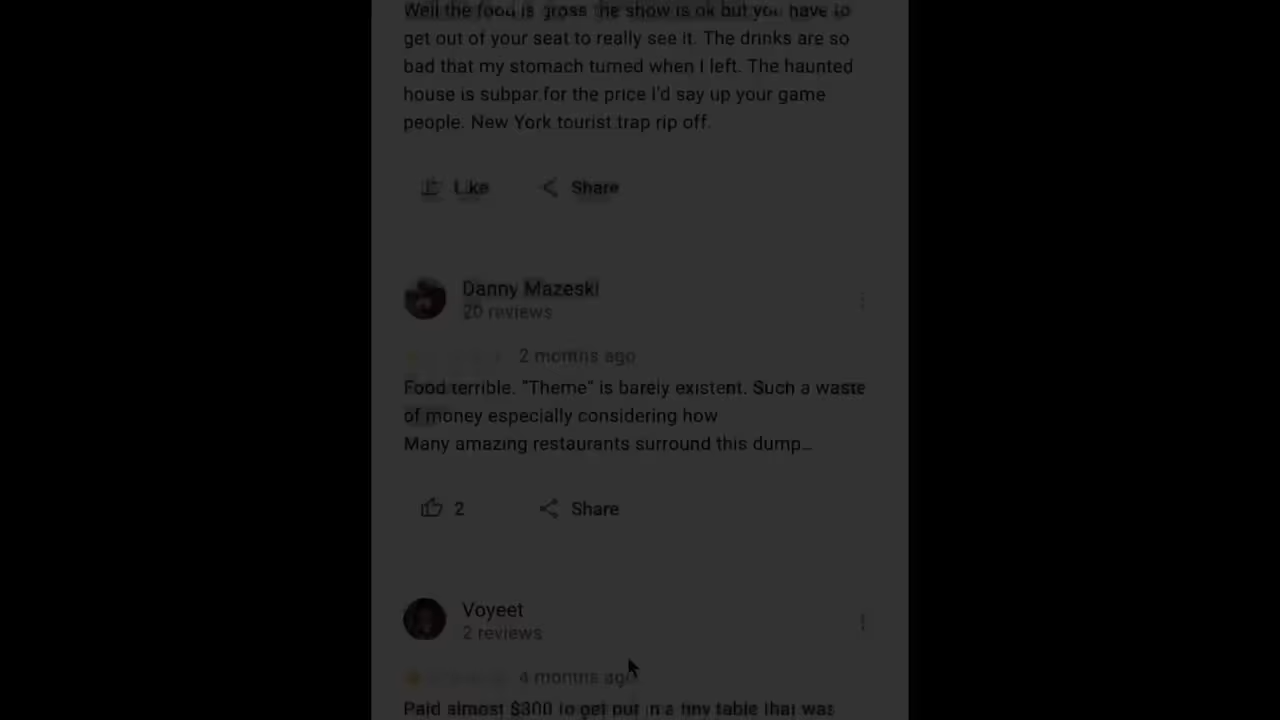 Well the food is gross the show is ok but you have to
get out of your seat to really see it. The drinks are so
bad that my stomach turned when I left. The haunted
house is subpar for the price I'd say up your game
people. New York tourist trap rip off.
Like Share
Danny Mazeski
20 reviews
2 months ago
Food terrible. "Theme" is barely existent. Such a waste
of money especially considering how
Many amazing restaurants surround this dump…
2 Share
Voyeet
2 reviews
4 months ago
Paid almost $300 to get put in a tiny table that was